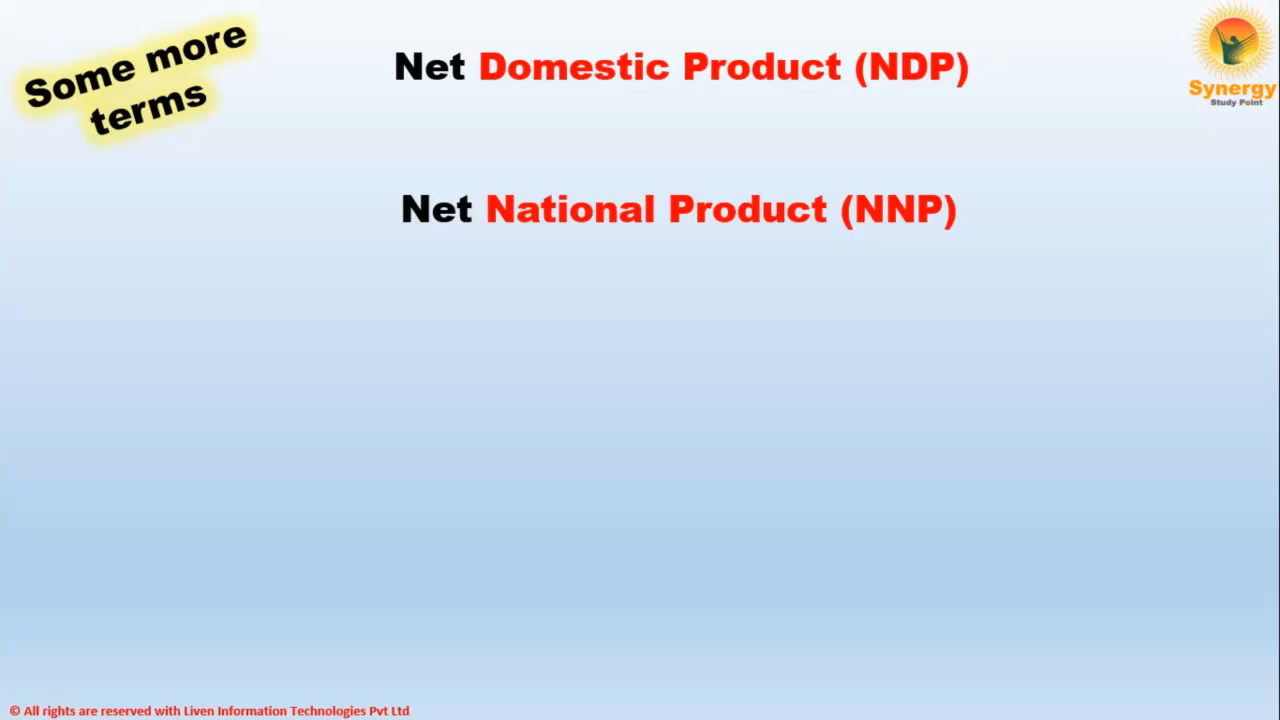 Some more
terms
Net Domestic Product (NDP)
Synergy
Study Point
Net National Product (NNP)
© All rights are reserved with Liven Information Technologies Pvt Ltd